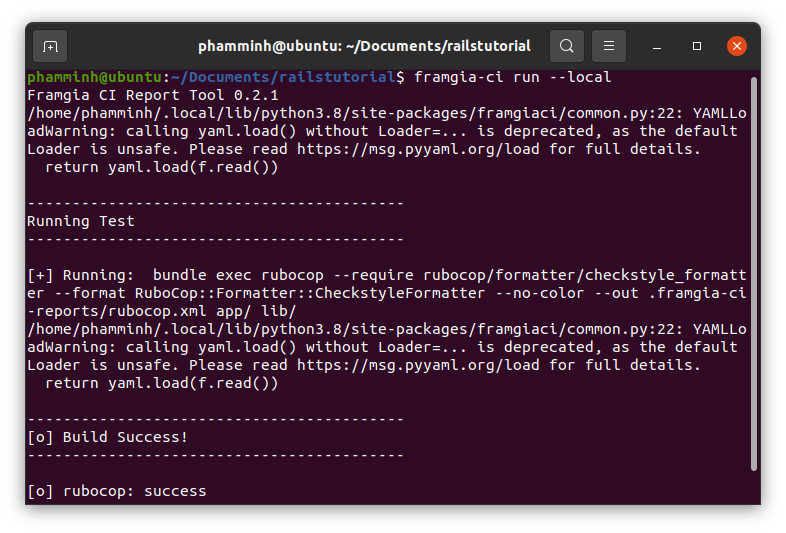 phamminh@ubuntu: ~/Documents/railstutorial
phamminh@ubuntu:~/Documents/railstutorial$ framgia-ci run --local
Framgia CI Report Tool 0.2.1
/home/phamminh/.local/lib/python3.8/site-packages/framgiaci/common.py:22: YAMLLo
adWarning: calling yaml.load() without Loader=... is deprecated, as the default
Loader is unsafe. Please read https://msg.pyyaml.org/load for full details.
  return yaml.load(f.read())
------------------------------------------
Running Test
------------------------------------------
[+] Running:  bundle exec rubocop --require rubocop/formatter/checkstyle_formatt
er --format RuboCop::Formatter::CheckstyleFormatter --no-color --out .framgia-ci
-reports/rubocop.xml app/ lib/
/home/phamminh/.local/lib/python3.8/site-packages/framgiaci/common.py:22: YAMLLo
adWarning: calling yaml.load() without Loader=... is deprecated, as the default
Loader is unsafe. Please read https://msg.pyyaml.org/load for full details.
  return yaml.load(f.read())
------------------------------------------
[o] Build Success!
------------------------------------------
[o] rubocop: success